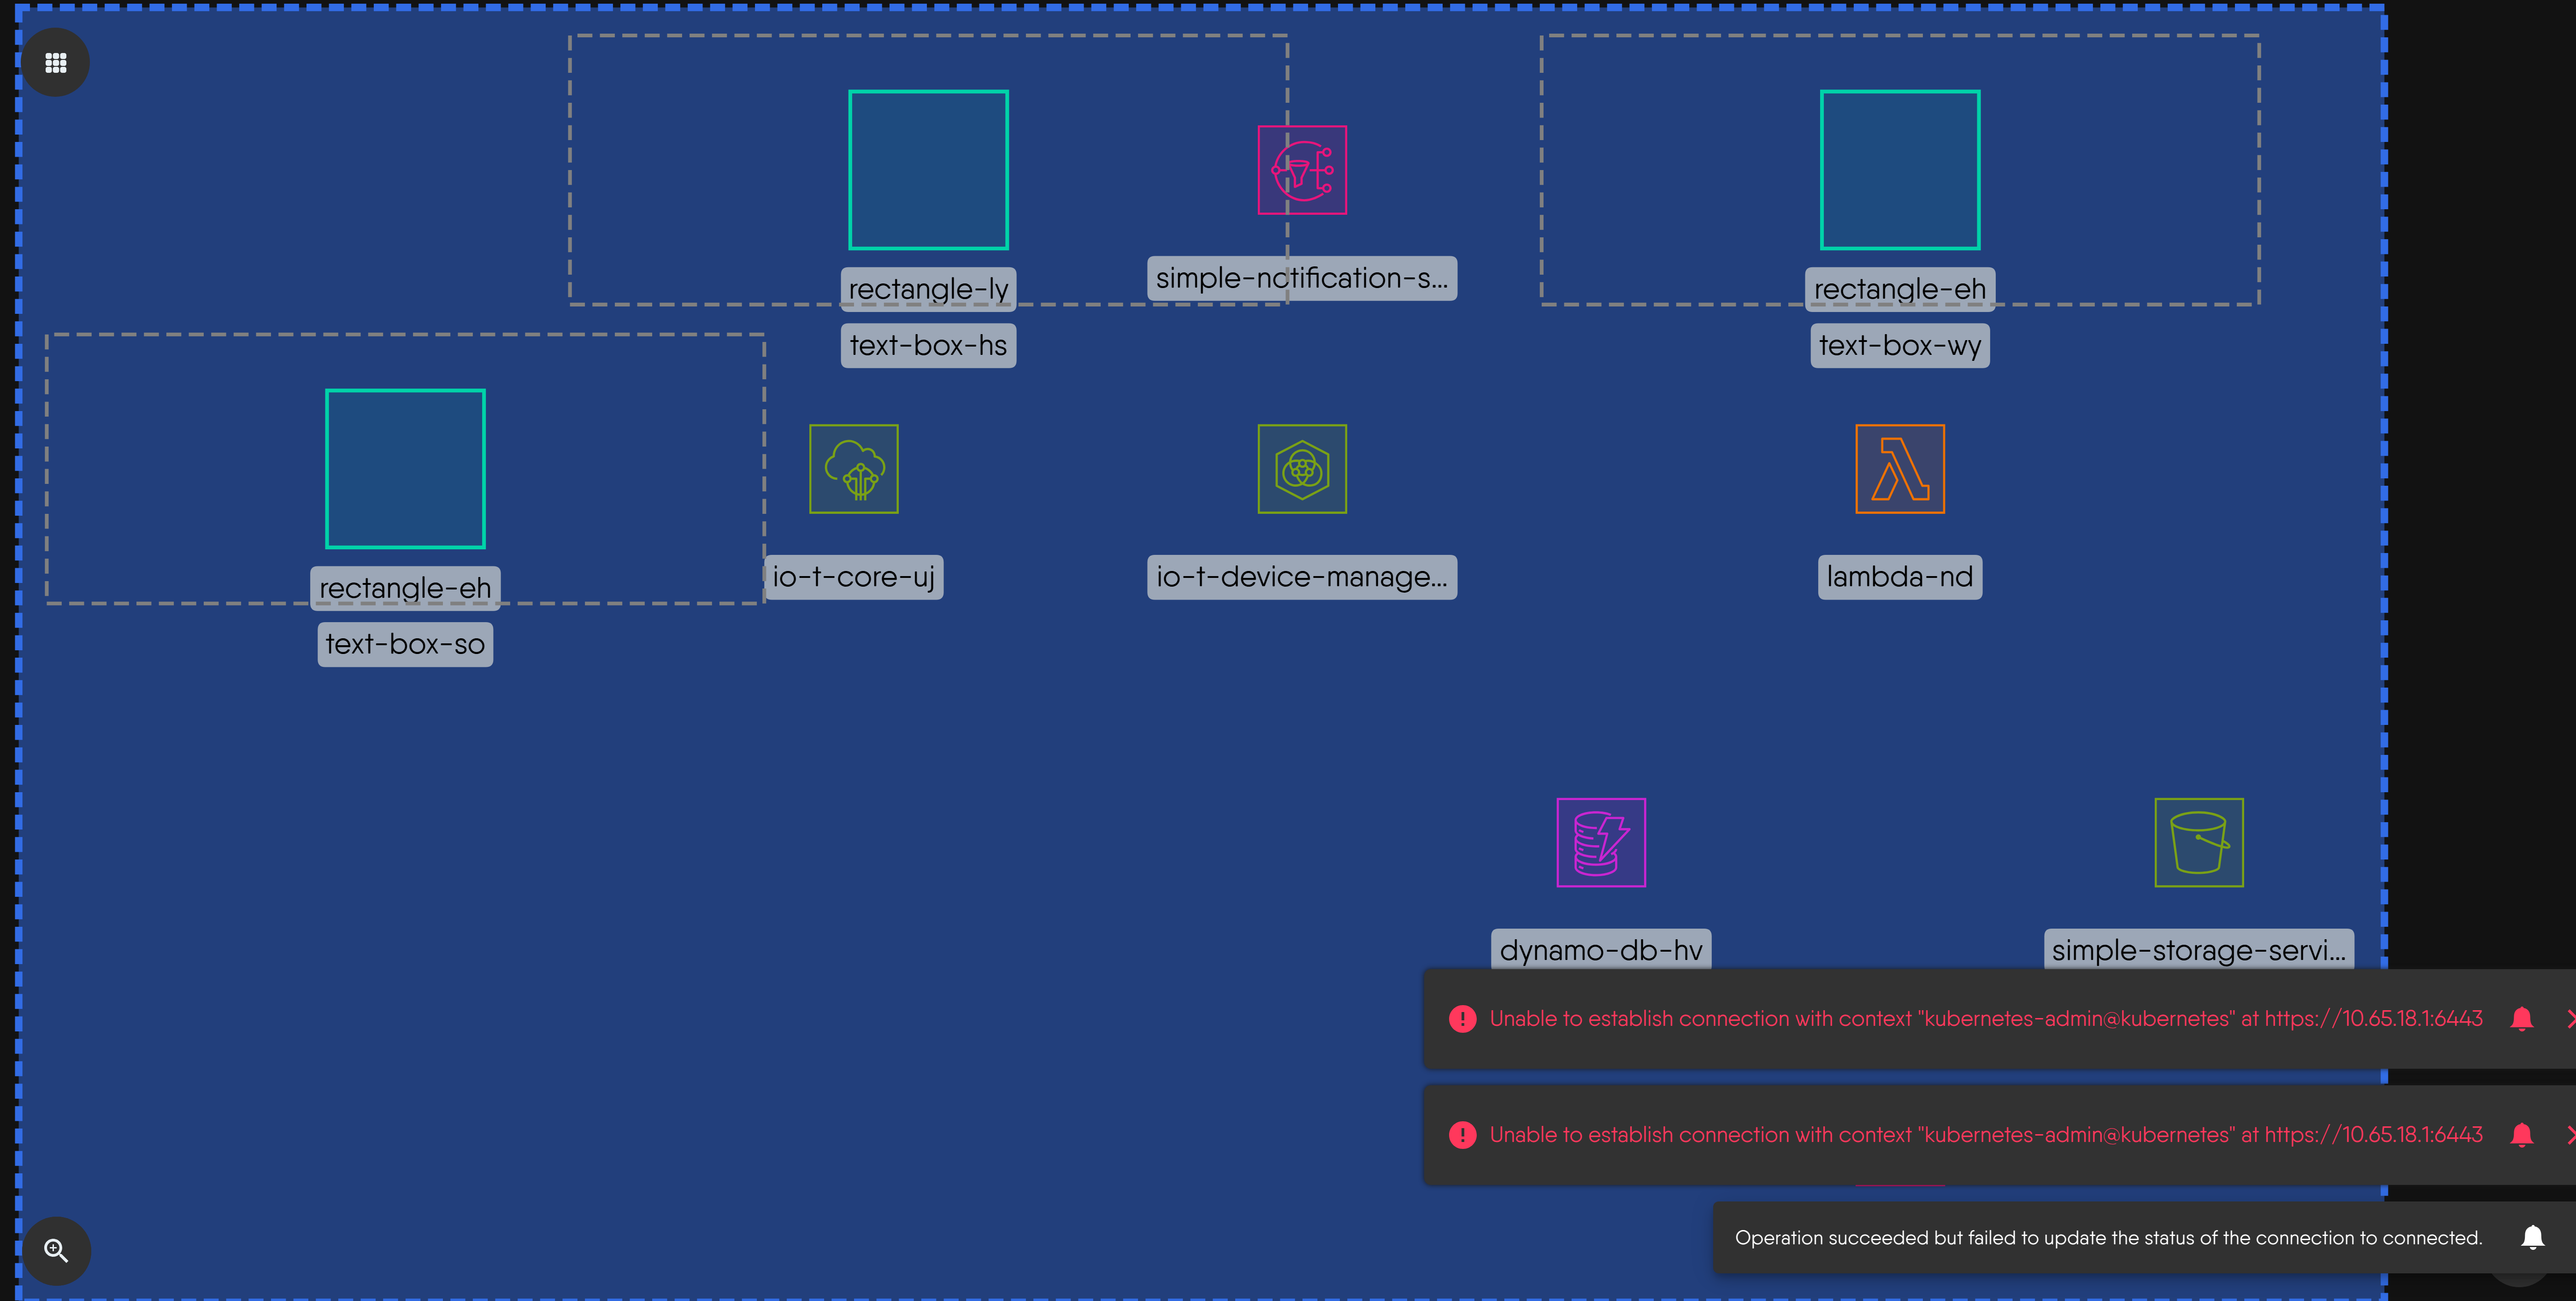 rectangle-ly
simple-notification-s...
rectangle-eh
text-box-hs
text-box-wy
rectangle-eh
io-t-core-uj
io-t-device-manage...
lambda-nd
text-box-so
dynamo-db-hv
simple-storage-servi...
Unable to establish connection with context "kubernetes-admin@kubernetes" at https://10.65.18.1:6443
Unable to establish connection with context "kubernetes-admin@kubernetes" at https://10.65.18.1:6443
Operation succeeded but failed to update the status of the connection to connected.